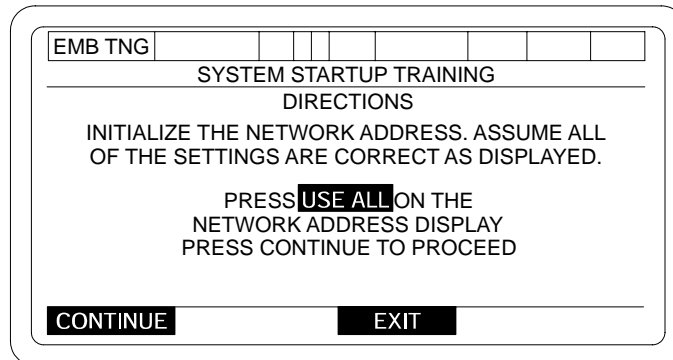 EMB TNG
SYSTEM STARTUP TRAINING
DIRECTIONS
INITIALIZE THE NETWORK ADDRESS. ASSUME ALL
OF THE SETTINGS ARE CORRECT AS DISPLAYED.
PRESS USE ALL ON THE
NETWORK ADDRESS DISPLAY
PRESS CONTINUE TO PROCEED
CONTINUE EXIT